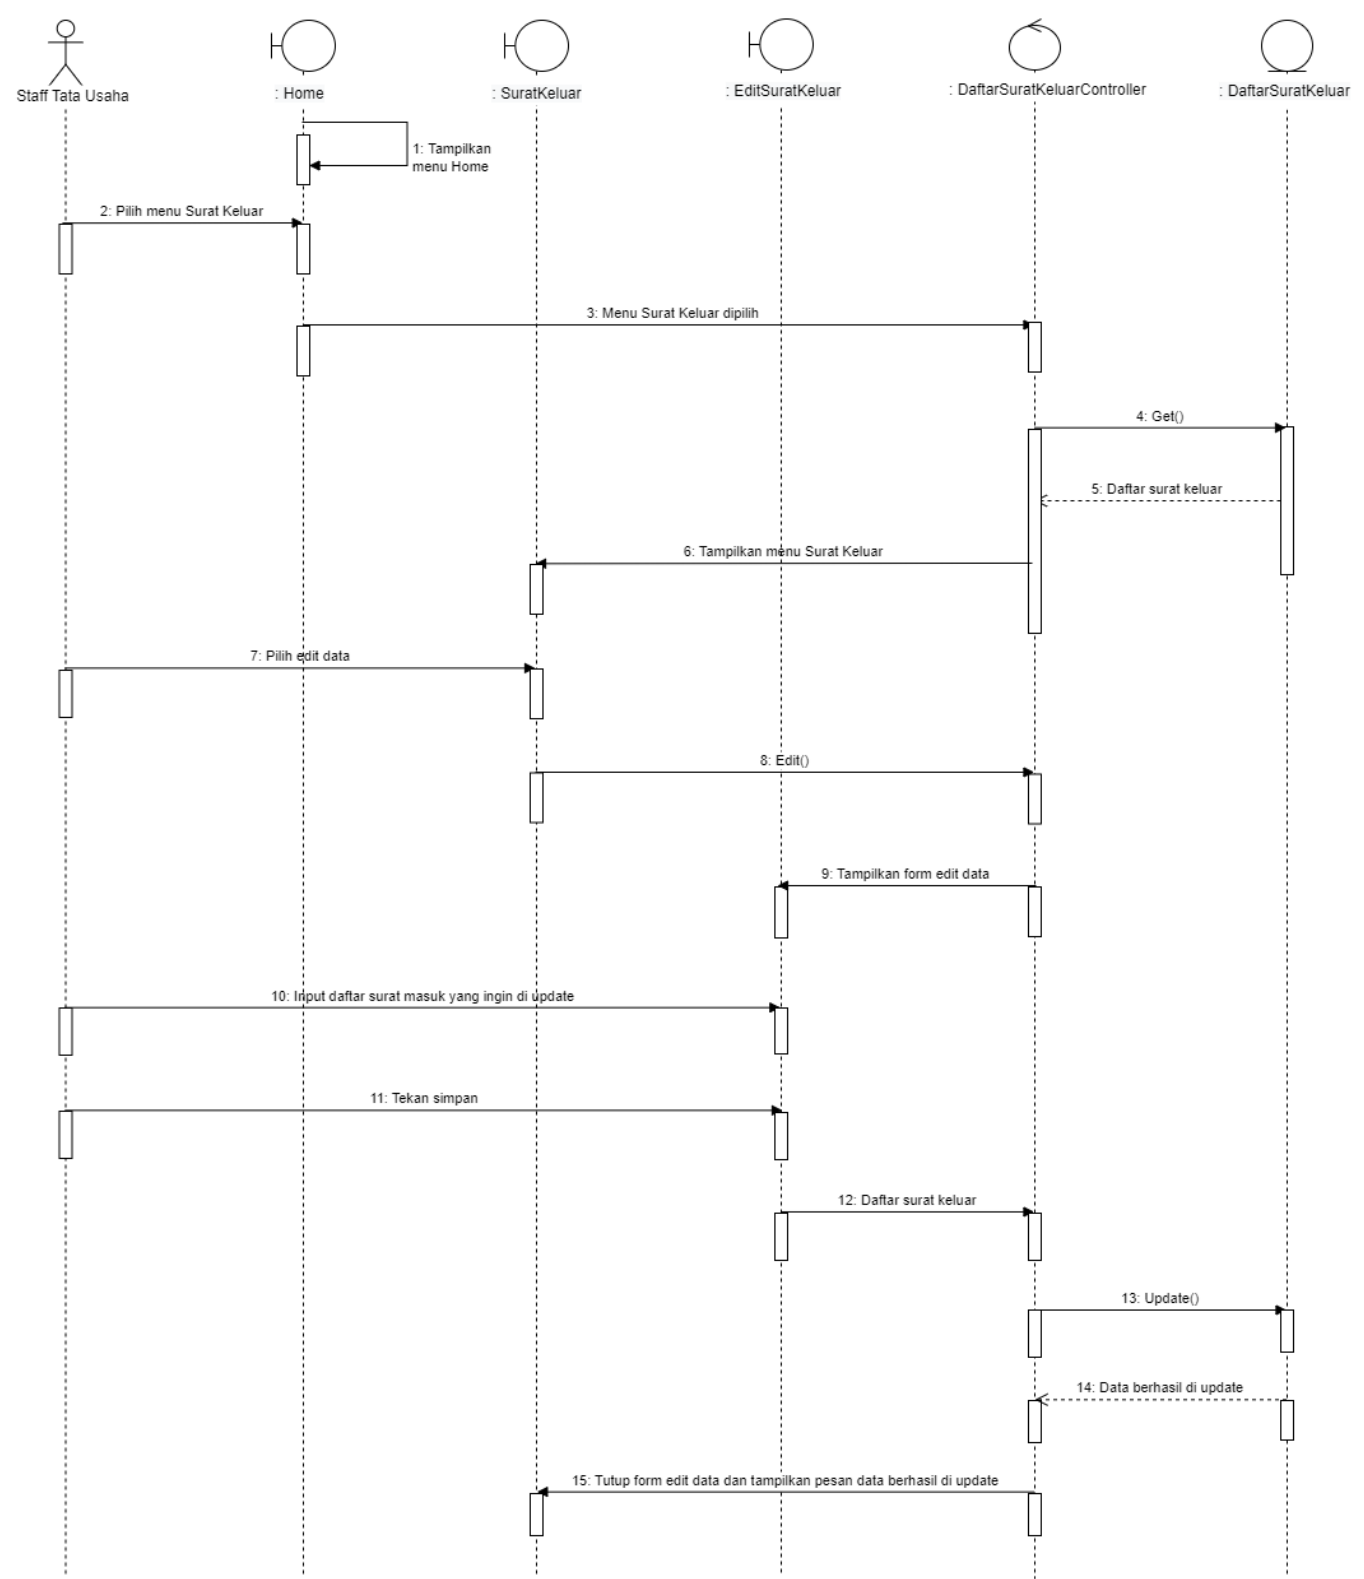 Staff Tata Usaha
: Home
: SuratKeluar
: EditSuratKeluar
: DaftarSuratKeluarController
: DaftarSuratKeluar
1: Tampilkan
menu Home
2: Pilih menu Surat Keluar
3: Menu Surat Keluar dipilih
4: Get()
5: Daftar surat keluar
6: Tampilkan menu Surat Keluar
7: Pilih edit data
8: Edit()
9: Tampilkan form edit data
10: Input daftar surat masuk yang ingin di update
11: Tekan simpan
12: Daftar surat keluar
13: Update()
14: Data berhasil di update
15: Tutup form edit data dan tampilkan pesan data berhasil di update